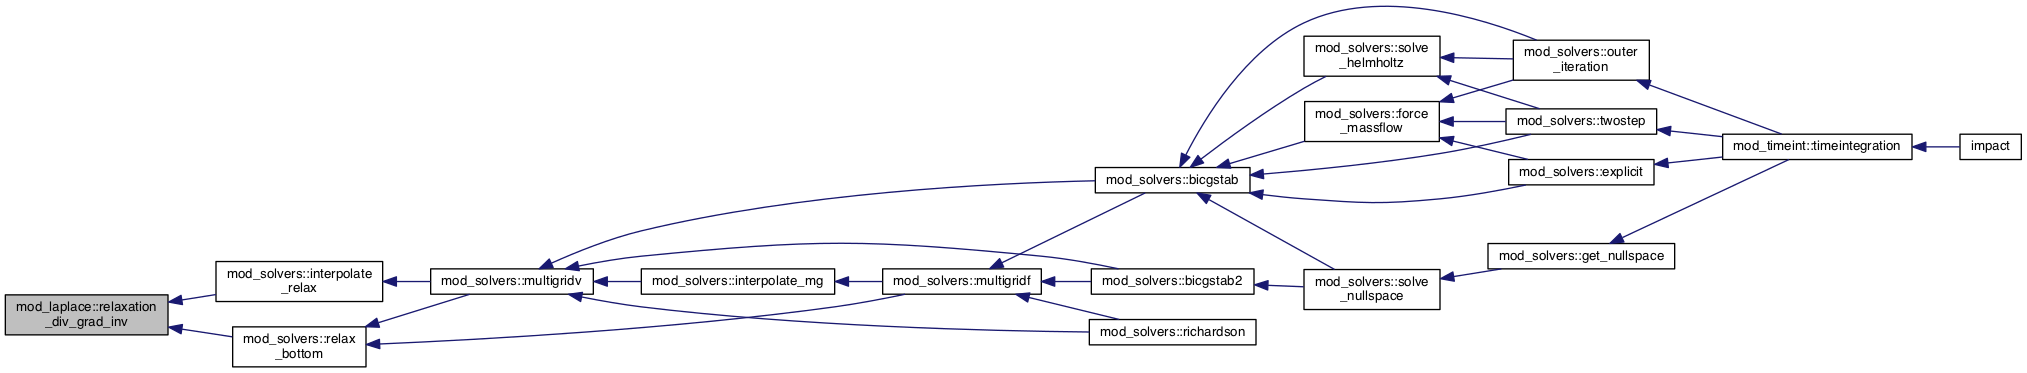 mod_laplace::relaxation
_div_grad_inv
mod_solvers::interpolate
_relax
mod_solvers::relax
_bottom
mod_solvers::multigridv
mod_solvers::interpolate_mg
mod_solvers::multigridf
mod_solvers::bicgstab
mod_solvers::bicgstab2
mod_solvers::richardson
mod_solvers::solve
_helmholtz
mod_solvers::force
_massflow
mod_solvers::solve
_nullspace
mod_solvers::outer
_iteration
mod_solvers::twostep
mod_solvers::explicit
mod_solvers::get_nullspace
mod_timeint::timeintegration
impact